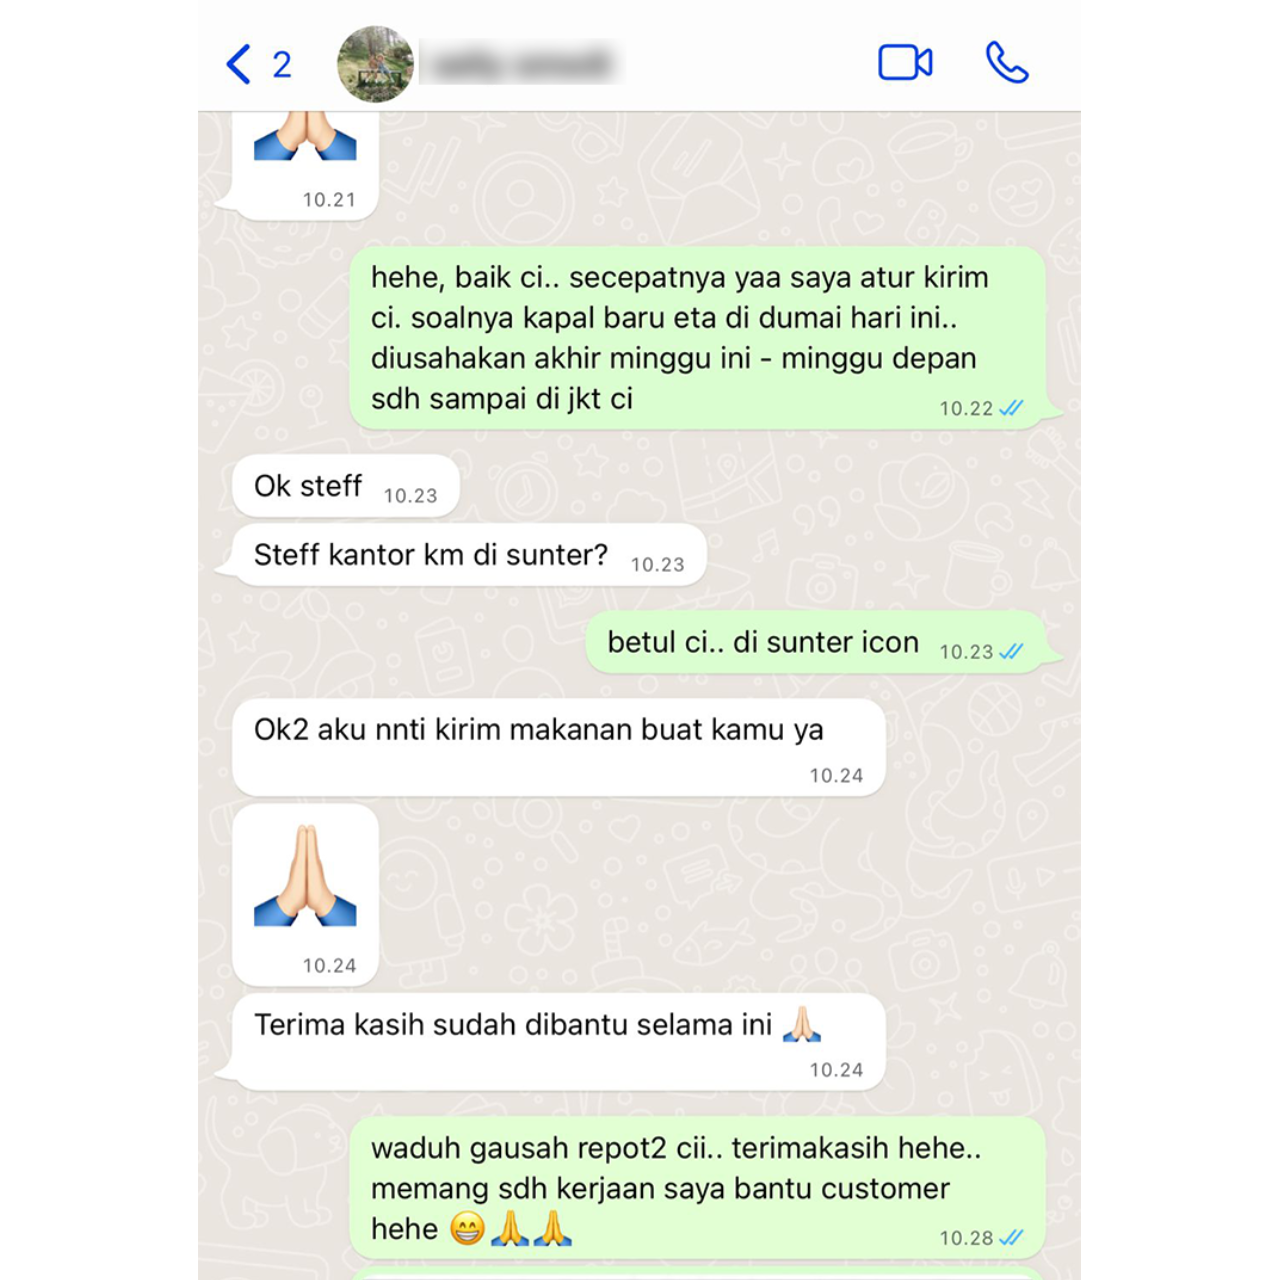 2
10.21
hehe, baik ci.. secepatnya yaa saya atur kirim
ci. soalnya kapal baru eta di dumai hari ini..
diusahakan akhir minggu ini - minggu depan
sdh sampai di jkt ci
10.22
Ok steff 10.23
Steff kantor km di sunter? 10.23
betul ci.. di sunter icon 10.23
Ok2 aku nnti kirim makanan buat kamu ya
10.24
🙏🏻
10.24
Terima kasih sudah dibantu selama ini 🙏🏻
10.24
waduh gausah repot2 cii.. terimakasih hehe..
memang sdh kerjaan saya bantu customer
hehe 😁🙏🙏
10.28